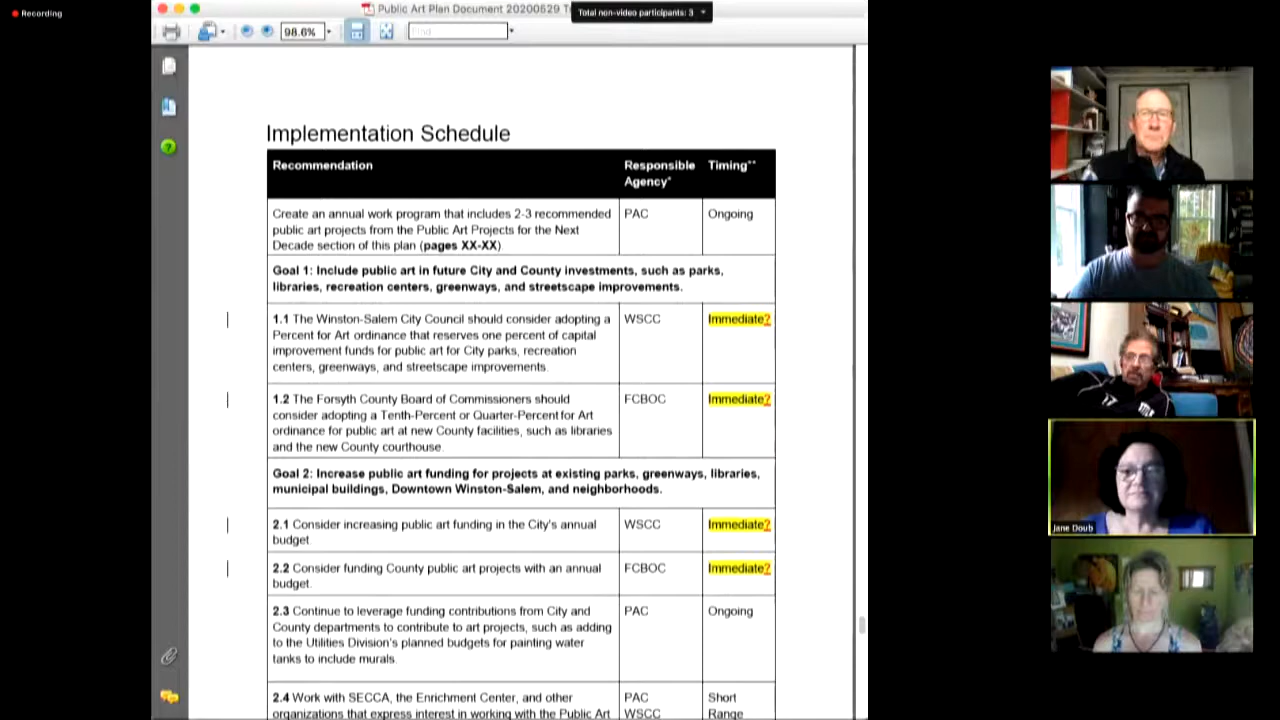 Recording
Public Art Plan Document 20200629 T
Total non-video participants: 3
98.6%
Find
Implementation Schedule
Recommendation
Responsible
Agency*
Timing**
Create an annual work program that includes 2-3 recommended
public art projects from the Public Art Projects for the Next
Decade section of this plan (pages XX-XX)
PAC
Ongoing
Goal 1: Include public art in future City and County investments, such as parks,
libraries, recreation centers, greenways, and streetscape improvements.
1.1 The Winston-Salem City Council should consider adopting a
Percent for Art ordinance that reserves one percent of capital
improvement funds for public art for City parks, recreation
centers, greenways, and streetscape improvements.
WSCC
Immediate?
1.2 The Forsyth County Board of Commissioners should
consider adopting a Tenth-Percent or Quarter-Percent for Art
ordinance for public art at new County facilities, such as libraries
and the new County courthouse.
FCBOC
Immediate?
Goal 2: Increase public art funding for projects at existing parks, greenways, libraries,
municipal buildings, Downtown Winston-Salem, and neighborhoods.
2.1 Consider increasing public art funding in the City's annual
budget.
WSCC
Immediate?
2.2 Consider funding County public art projects with an annual
budget.
FCBOC
Immediate?
2.3 Continue to leverage funding contributions from City and
County departments to contribute to art projects, such as adding
to the Utilities Division's planned budgets for painting water
tanks to include murals.
PAC
Ongoing
2.4 Work with SECCA, the Enrichment Center, and other
organizations that express interest in working with the Public Art
PAC
WSCC
Short
Range
Jane Doub